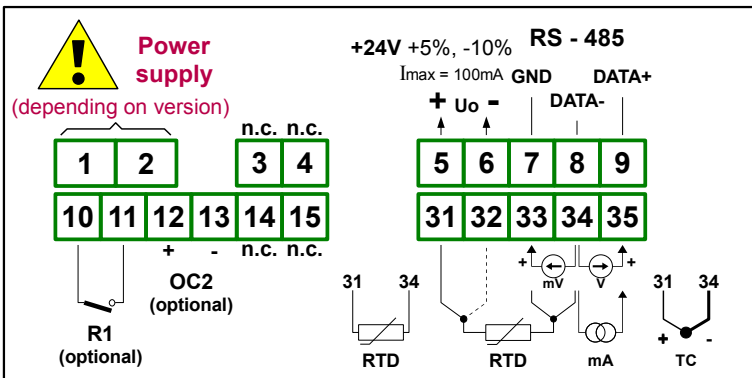 Power
supply
(depending on version)
+24V +5%, -10%
RS - 485
Imax = 100mA
GND
DATA+
DATA-
+ Uo -
n.c. n.c.
1 2 3 4 5 6 7 8 9
10 11 12 13 14 15 31 32 33 34 35
+ - n.c. n.c.
OC2
(optional)
R1
(optional)
+ mV V +
31 34
RTD
RTD
mA
31 34
+ -
TC